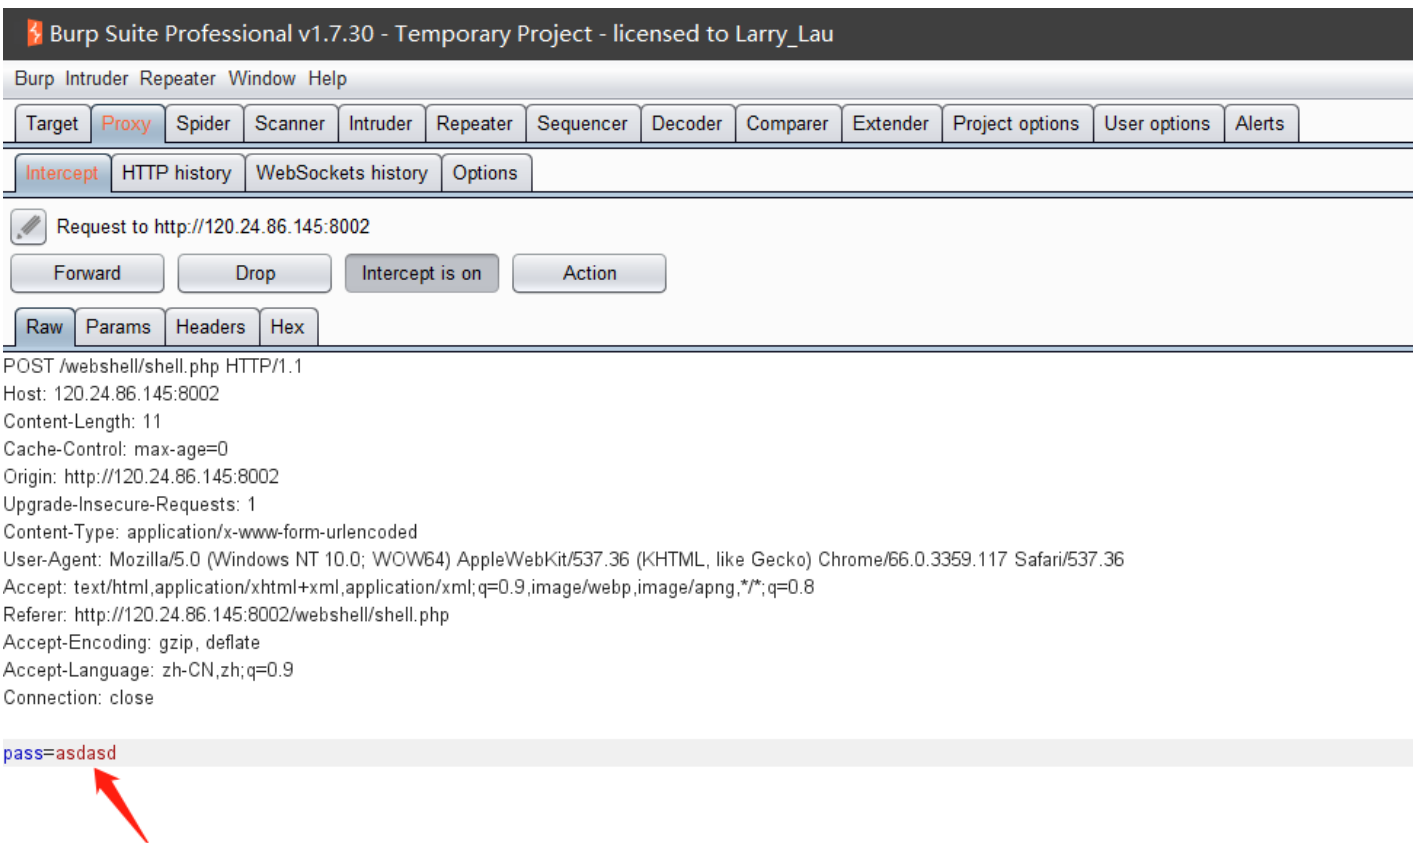 Burp Suite Professional v1.7.30 - Temporary Project - licensed to Larry_Lau
Burp Intruder Repeater Window Help
Target Proxy Spider Scanner Intruder Repeater Sequencer Decoder Comparer Extender Project options User options Alerts
Intercept HTTP history WebSockets history Options
Request to http://120.24.86.145:8002
Forward Drop Intercept is on Action
Raw Params Headers Hex
POST /webshell/shell.php HTTP/1.1
Host: 120.24.86.145:8002
Content-Length: 11
Cache-Control: max-age=0
Origin: http://120.24.86.145:8002
Upgrade-Insecure-Requests: 1
Content-Type: application/x-www-form-urlencoded
User-Agent: Mozilla/5.0 (Windows NT 10.0; WOW64) AppleWebKit/537.36 (KHTML, like Gecko) Chrome/66.0.3359.117 Safari/537.36
Accept: text/html,application/xhtml+xml,application/xml;q=0.9,image/webp,image/apng,*/*;q=0.8
Referer: http://120.24.86.145:8002/webshell/shell.php
Accept-Encoding: gzip, deflate
Accept-Language: zh-CN,zh;q=0.9
Connection: close
pass=asdasd